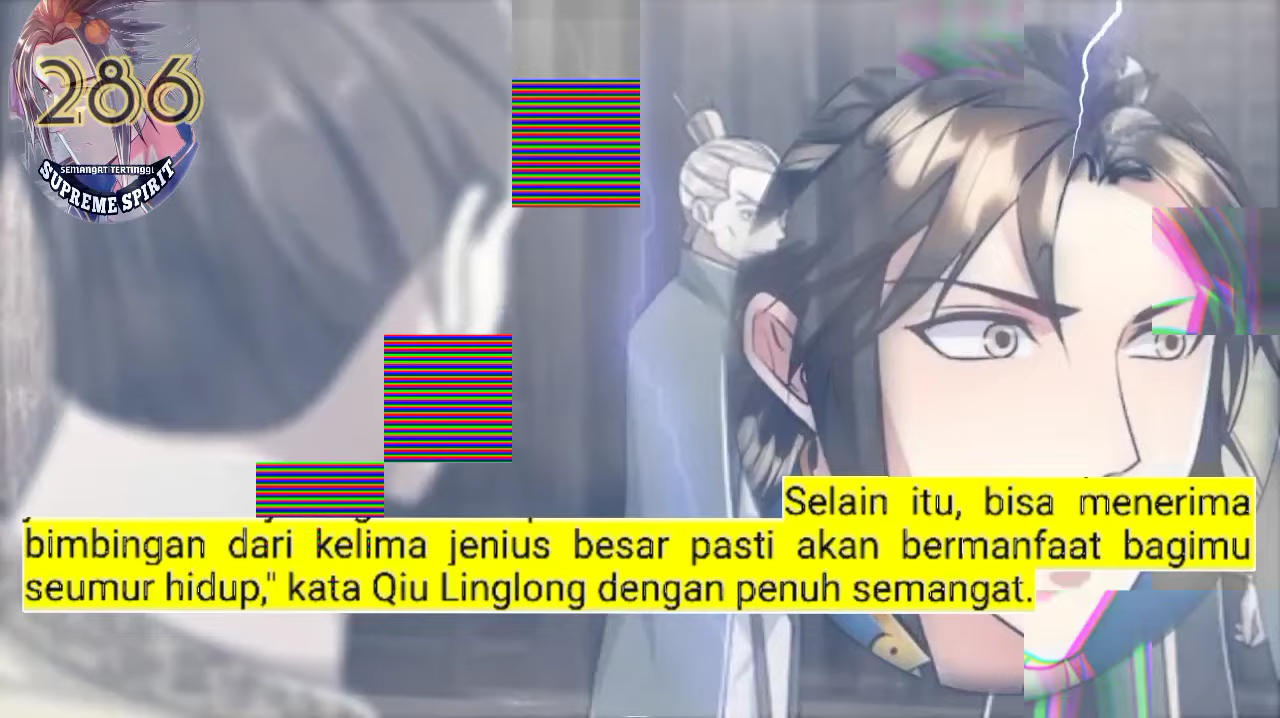 286
SEMANGAT TERTINGGI
SUPREME SPIRIT
Selain itu, bisa menerima
bimbingan dari kelima jenius besar pasti akan bermanfaat bagimu
seumur hidup," kata Qiu Linglong dengan penuh semangat.